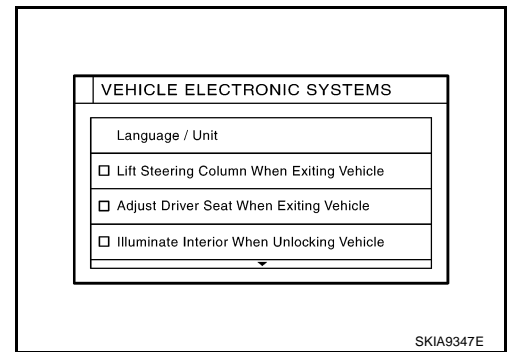 VEHICLE ELECTRONIC SYSTEMS
Language / Unit
Lift Steering Column When Exiting Vehicle
Adjust Driver Seat When Exiting Vehicle
Illuminate Interior When Unlocking Vehicle
SKIA9347E